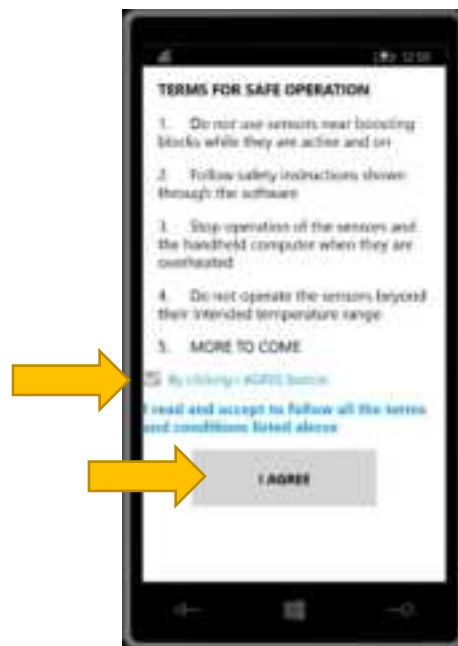 12:50
TERMS FOR SAFE OPERATION
1. Do not use sensors near boosting
blocks while they are active and on
2. Follow safety instructions shown
through the software
3. Stop operation of the sensors and
the handheld computer when they are
overheated
4. Do not operate the sensors beyond
their intended temperature range
5. MORE TO COME
By clicking I AGREE button
I read and accept to follow all the terms
and conditions listed above
I AGREE